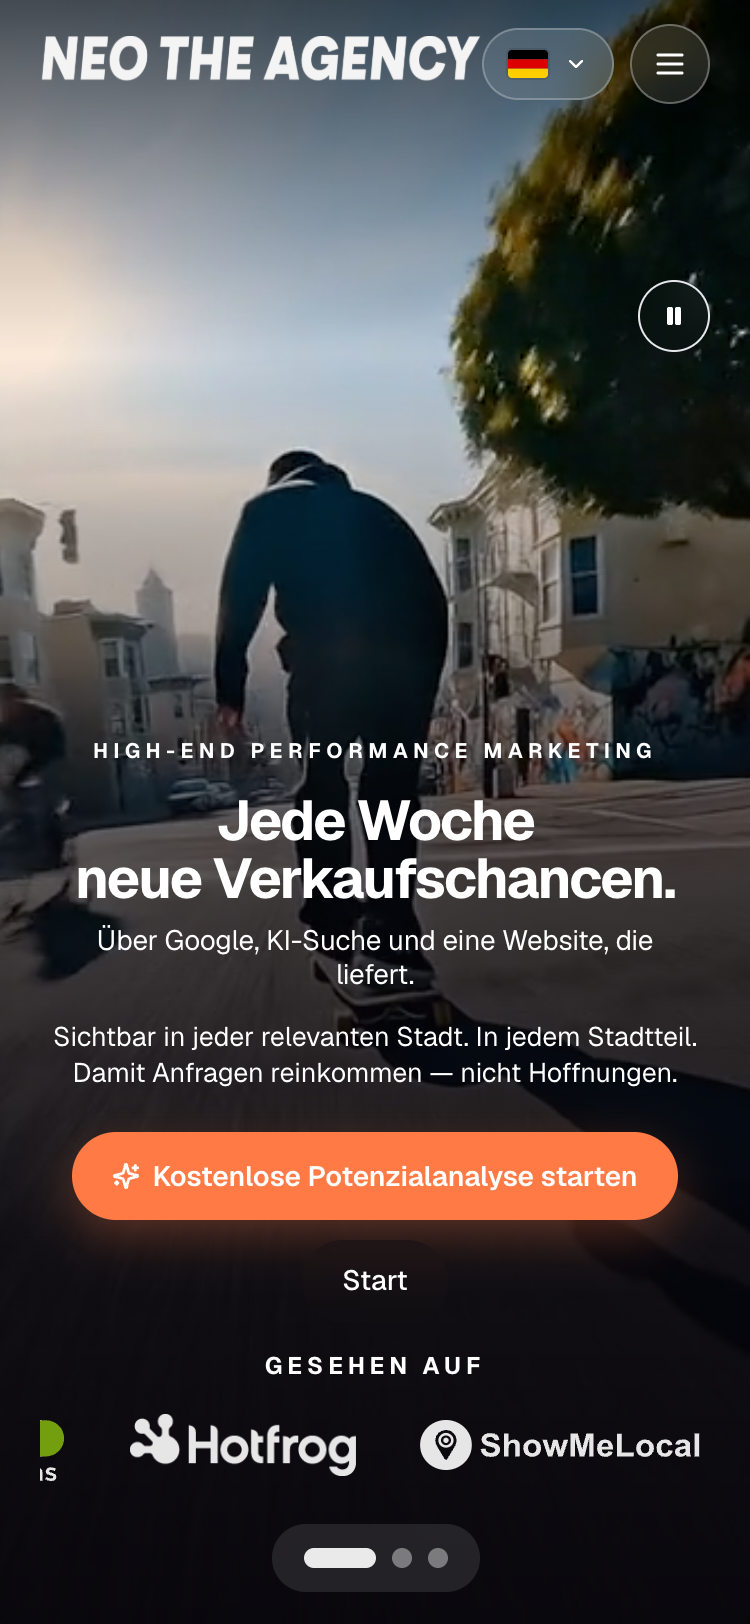 NEO THE AGENCY
HIGH-END PERFORMANCE MARKETING
Jede Woche
neue Verkaufschancen.
Über Google, KI-Suche und eine Website, die
liefert.
Sichtbar in jeder relevanten Stadt. In jedem Stadtteil.
Damit Anfragen reinkommen — nicht Hoffnungen.
Kostenlose Potenzialanalyse starten
Start
GESEHEN AUF
Hotfrog
ShowMeLocal